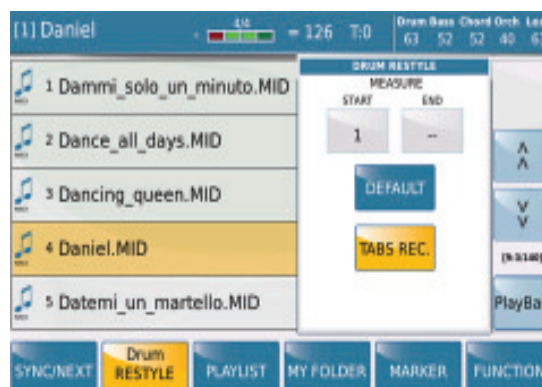 [1] Daniel 4/4 = 126 T:0
Drum Bass Chord Orch
63 52 52 40
DRUM RESTYLE
MEASURE
START END
1 --
DEFAULT
TABS REC.
1 Dammi_solo_un_minuto.MID
2 Dance_all_days.MID
3 Dancing_queen.MID
4 Daniel.MID
5 Datemi_un_martello.MID
PlayBa
SYNC/NEXT
Drum RESTYLE
PLAYLIST
MY FOLDER
MARKER
FUNCTION